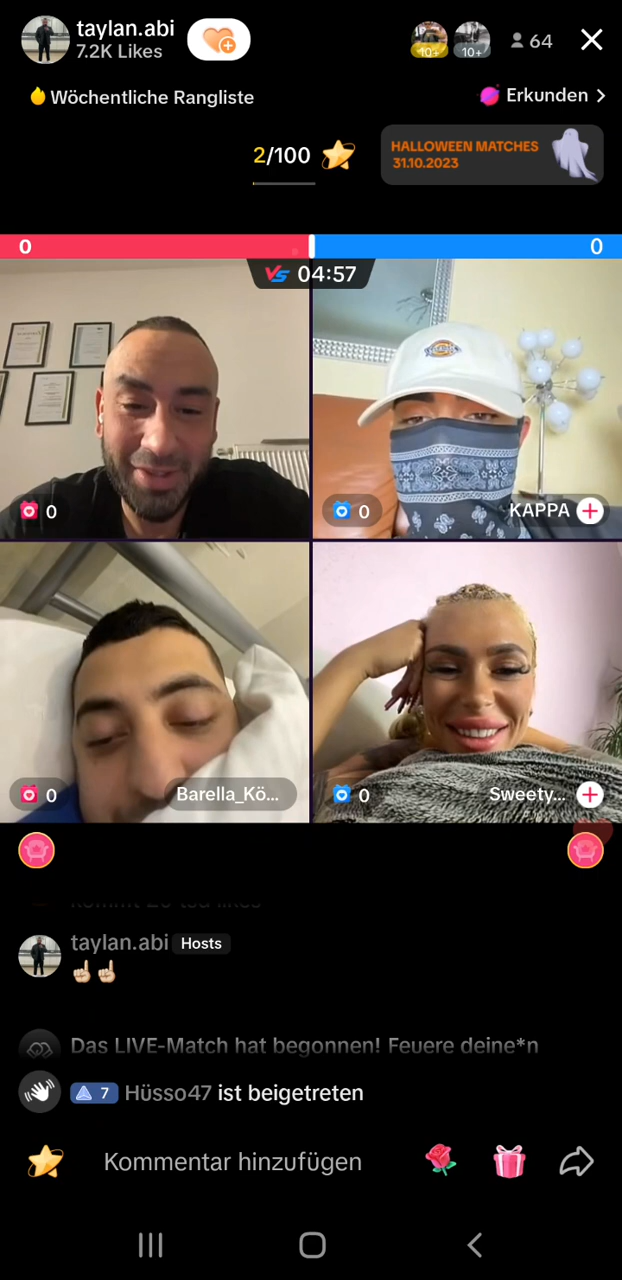 taylan.abi
7.2K Likes
10+
10+
64
Wöchentliche Rangliste
Erkunden
2/100
HALLOWEEN MATCHES
31.10.2023
0
0
VS 04:57
0
0 KAPPA
0 Barella_Kö...
0 Sweety...
taylan.abi Hosts
Das LIVE-Match hat begonnen! Feuere deine*n
7 Hüsso47 ist beigetreten
Kommentar hinzufügen